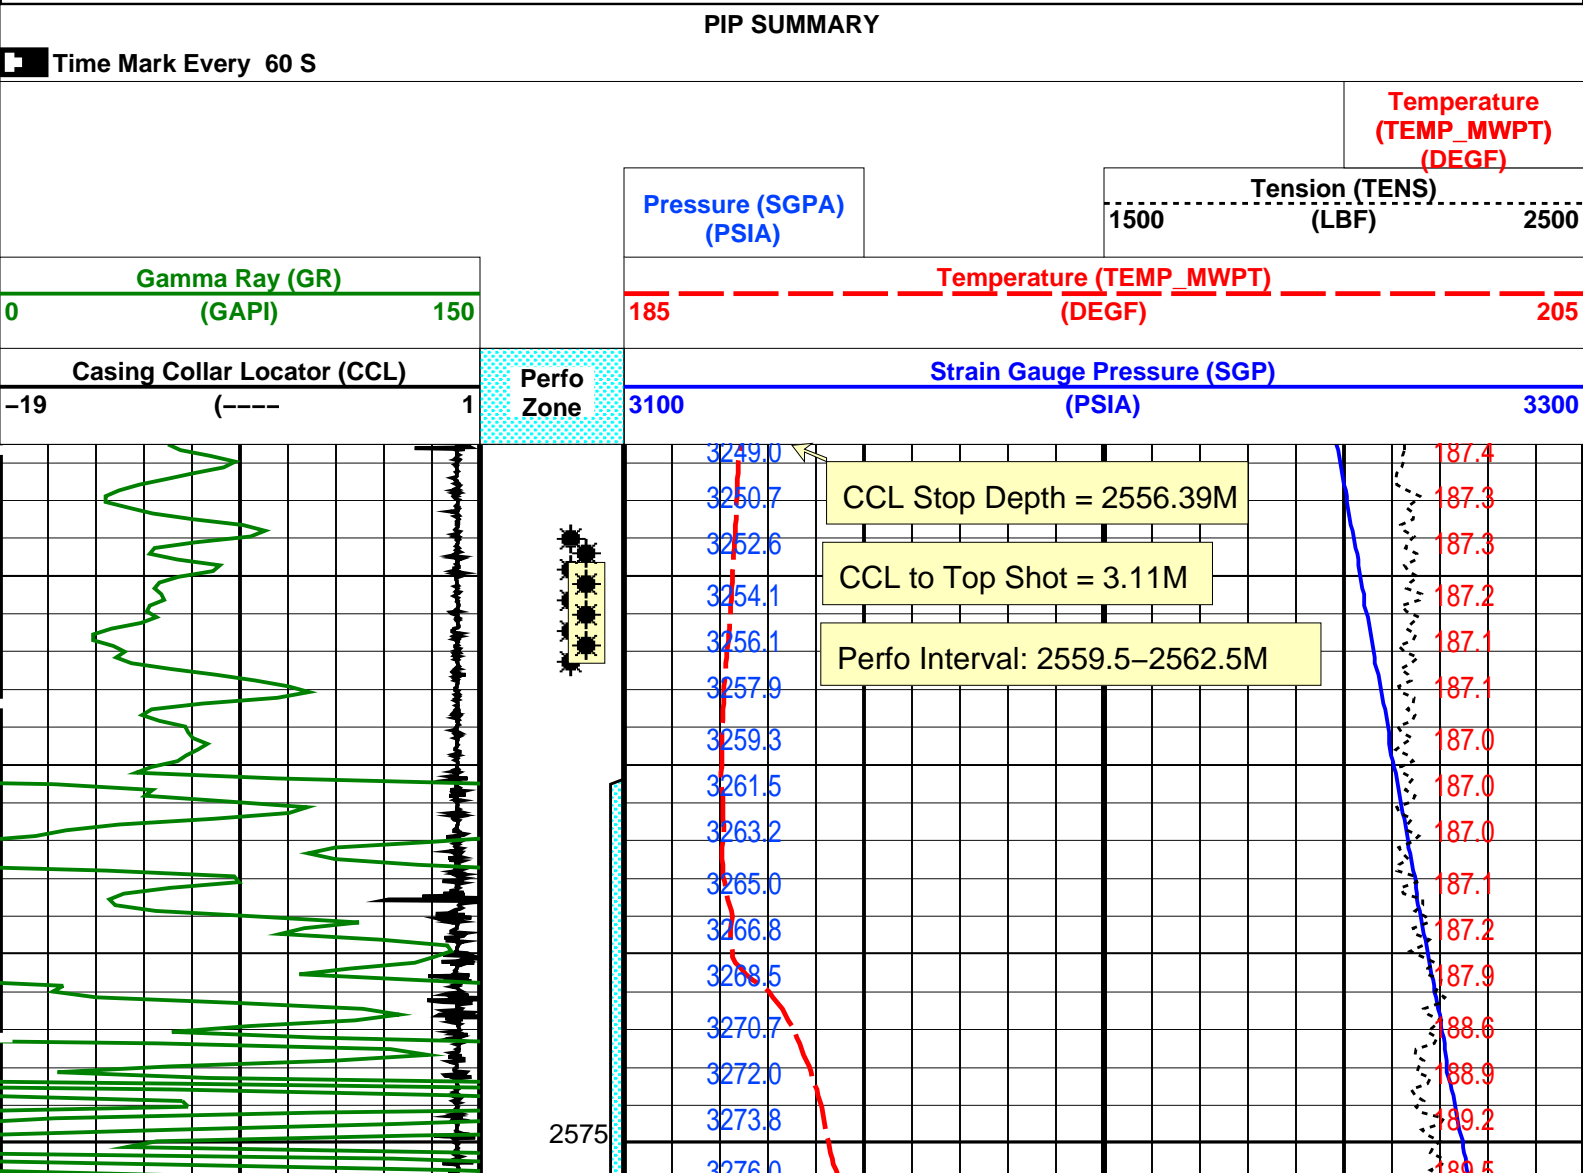 PIP SUMMARY
Time Mark Every 60 S
Temperature
(TEMP_MWPT)
(DEGF)
Tension (TENS)
1500 (LBF) 2500
Pressure (SGPA)
(PSIA)
Gamma Ray (GR)
0 (GAPI) 150
Temperature (TEMP_MWPT)
185 (DEGF) 205
Casing Collar Locator (CCL)
–19 (–––– 1
Perfo
Zone
Strain Gauge Pressure (SGP)
3100 (PSIA) 3300
3249.0 187.4
CCL Stop Depth = 2556.39M
3250.7 187.3
3252.6 187.3
CCL to Top Shot = 3.11M
3254.1 187.2
3256.1 187.1
Perfo Interval: 2559.5–2562.5M
3257.9 187.1
3259.3 187.0
3261.5 187.0
3263.2 187.0
3265.0 187.1
3266.8 187.2
3268.5 187.9
3270.7 188.6
3272.0 188.9
3273.8 189.2
2575
3276.0 189.5